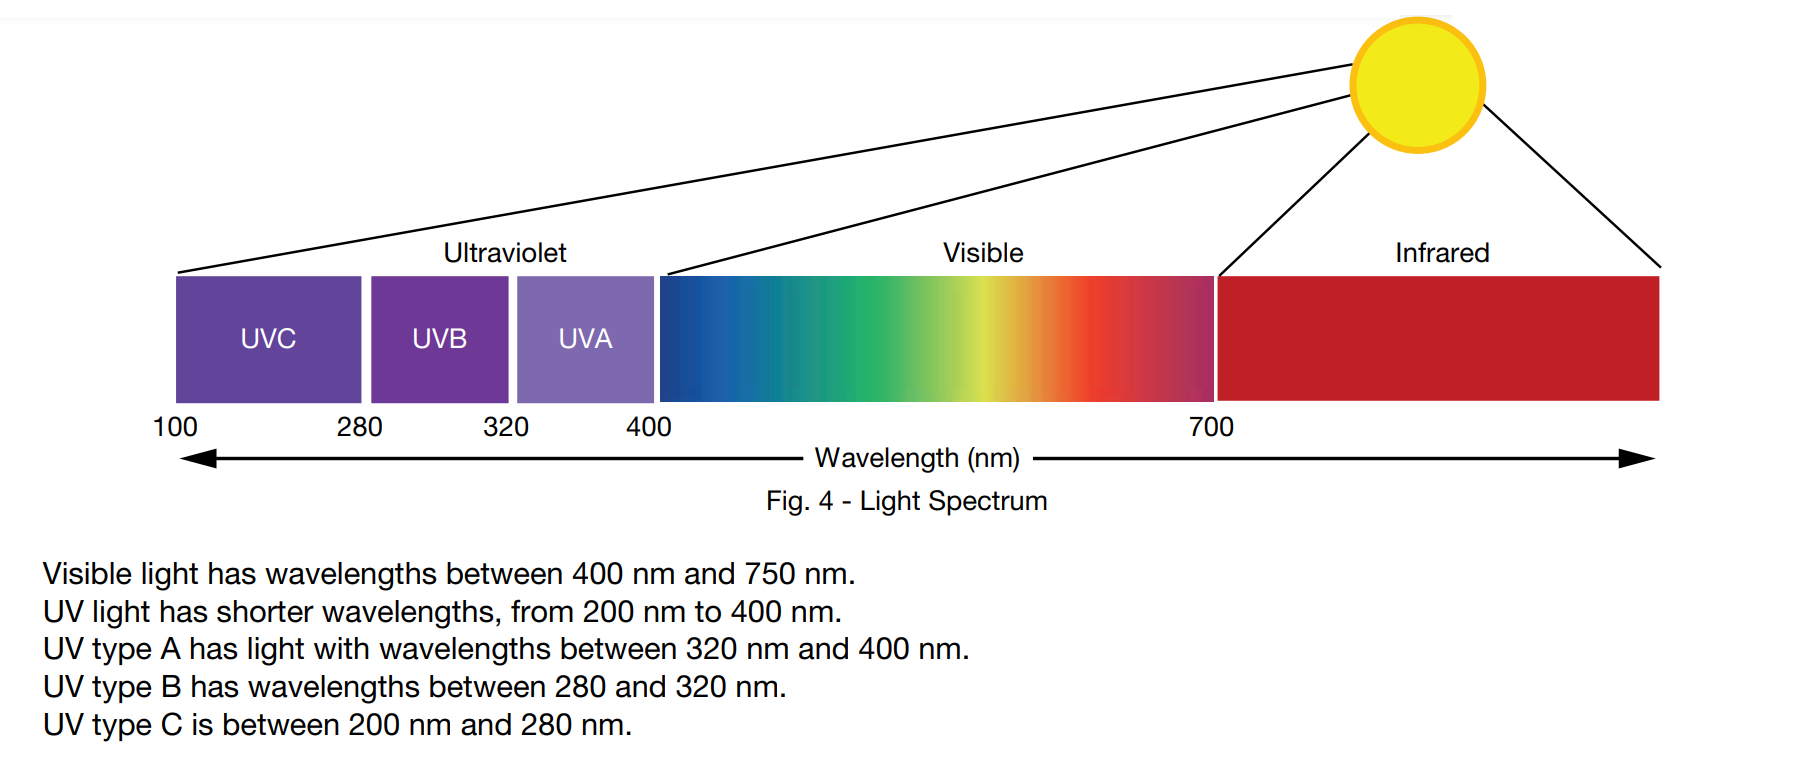 Ultraviolet Visible Infrared
UVC UVB UVA
100 280 320 400 700
Wavelength (nm)
Fig. 4 - Light Spectrum
Visible light has wavelengths between 400 nm and 750 nm.
UV light has shorter wavelengths, from 200 nm to 400 nm.
UV type A has light with wavelengths between 320 nm and 400 nm.
UV type B has wavelengths between 280 and 320 nm.
UV type C is between 200 nm and 280 nm.